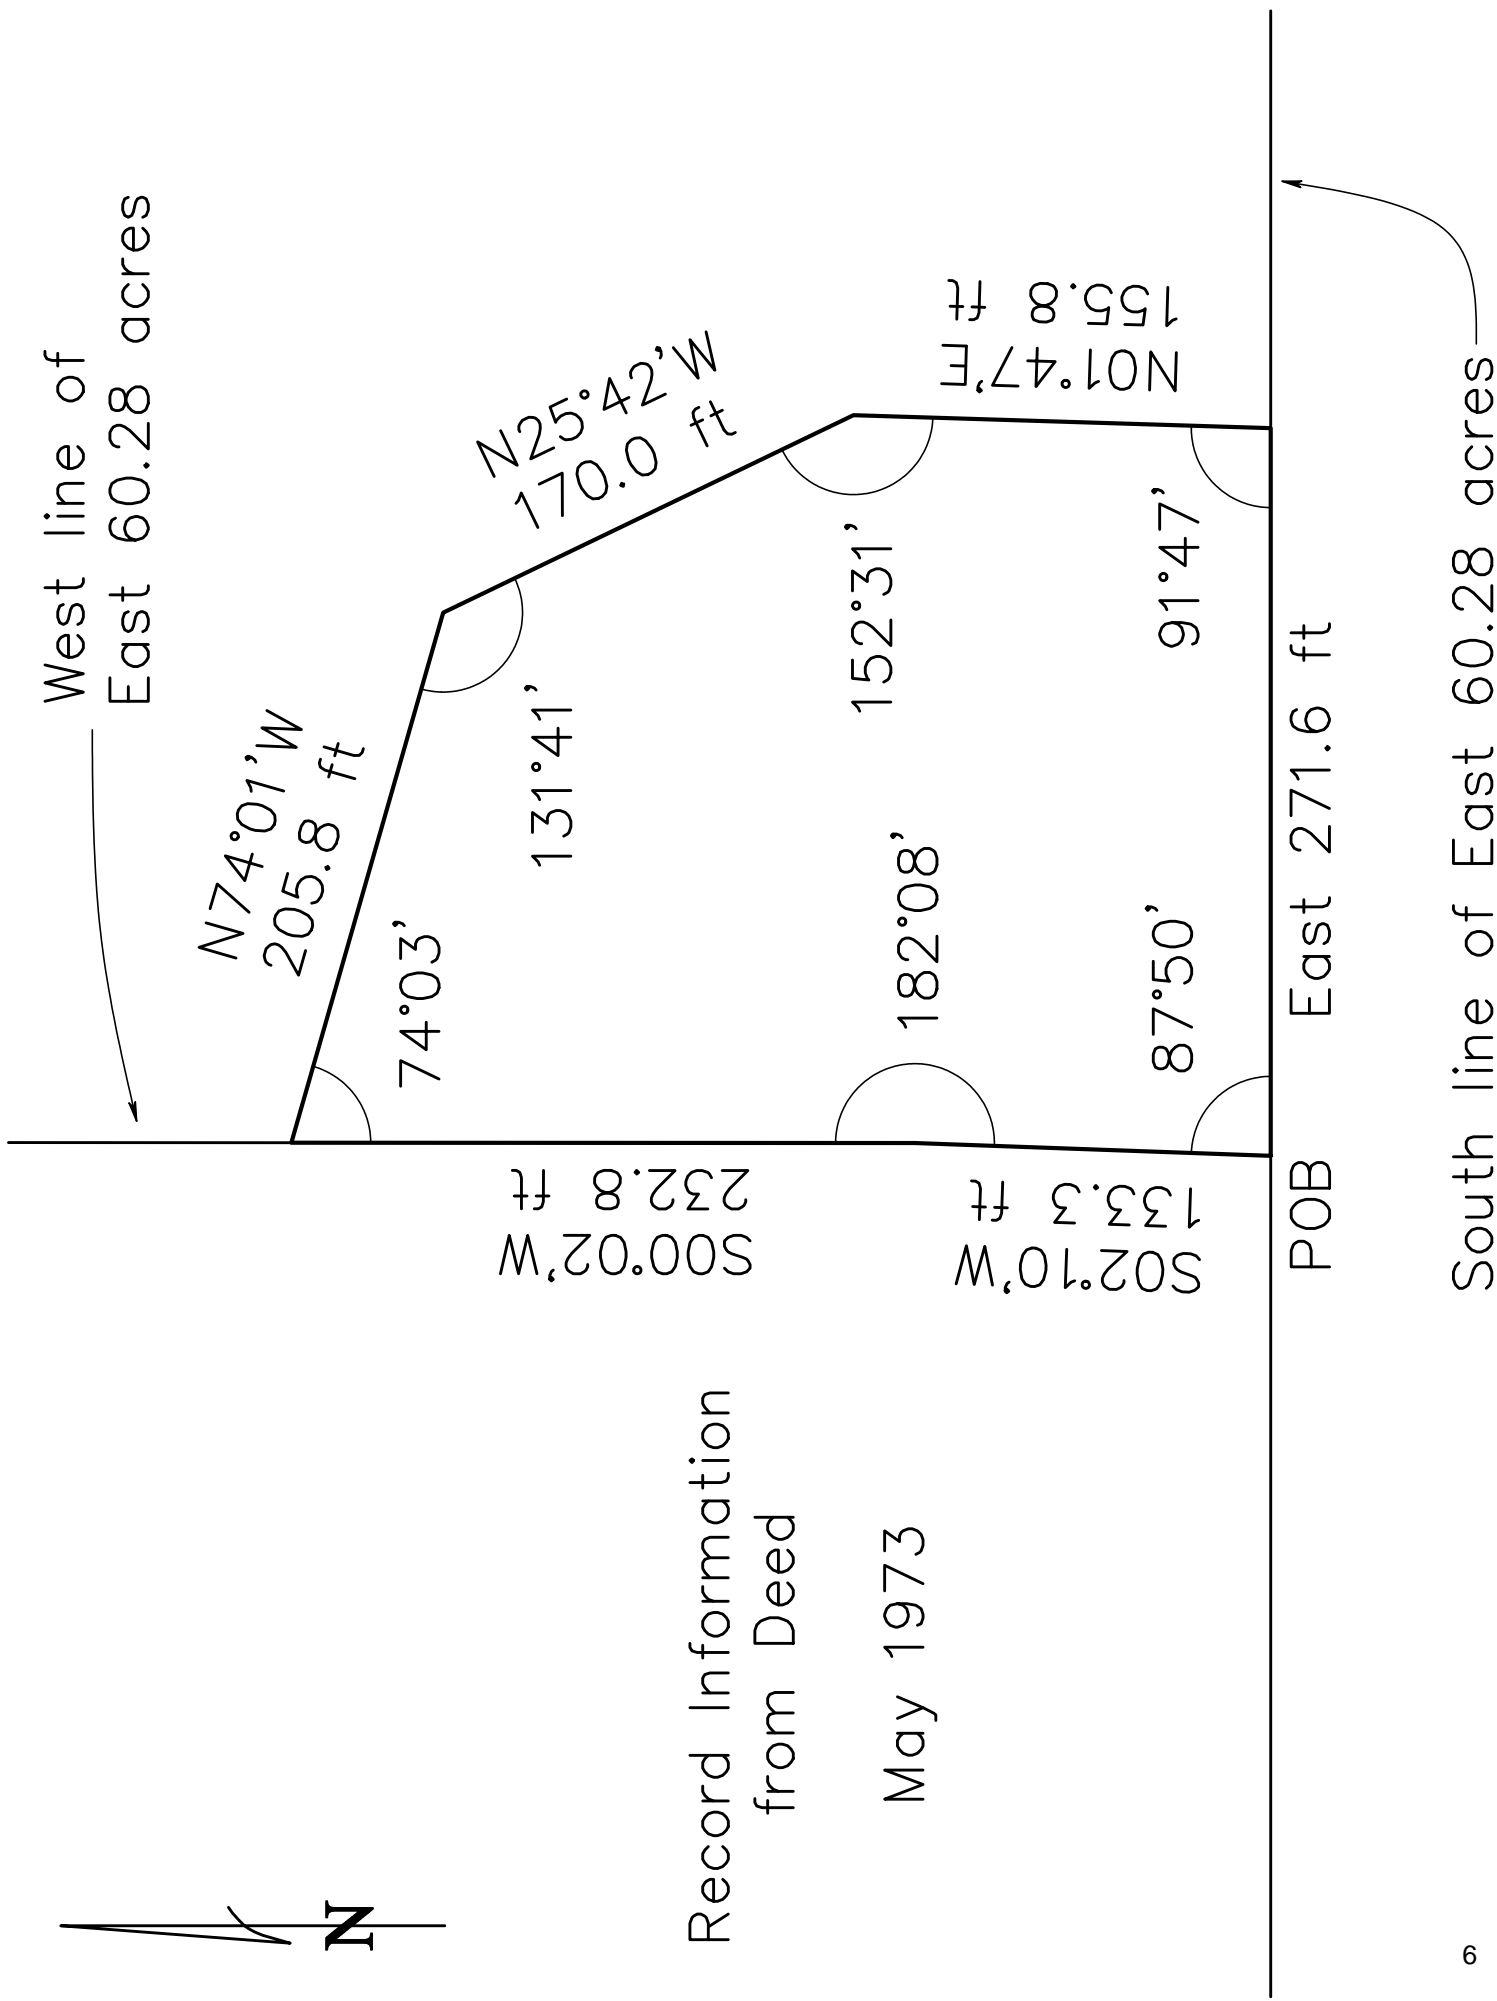 West line of
East 60.28 acres
N74°01'W
205.8 ft
N25°42'W
170.0 ft
74°03'
131°41'
S00°02'W
232.8 ft
152°31'
N01°47'E
155.8 ft
182°08'
S02°10'W
133.3 ft
87°50'
91°47'
POB
East 271.6 ft
South line of East 60.28 acres
Record Information
from Deed
May 1973
N
6